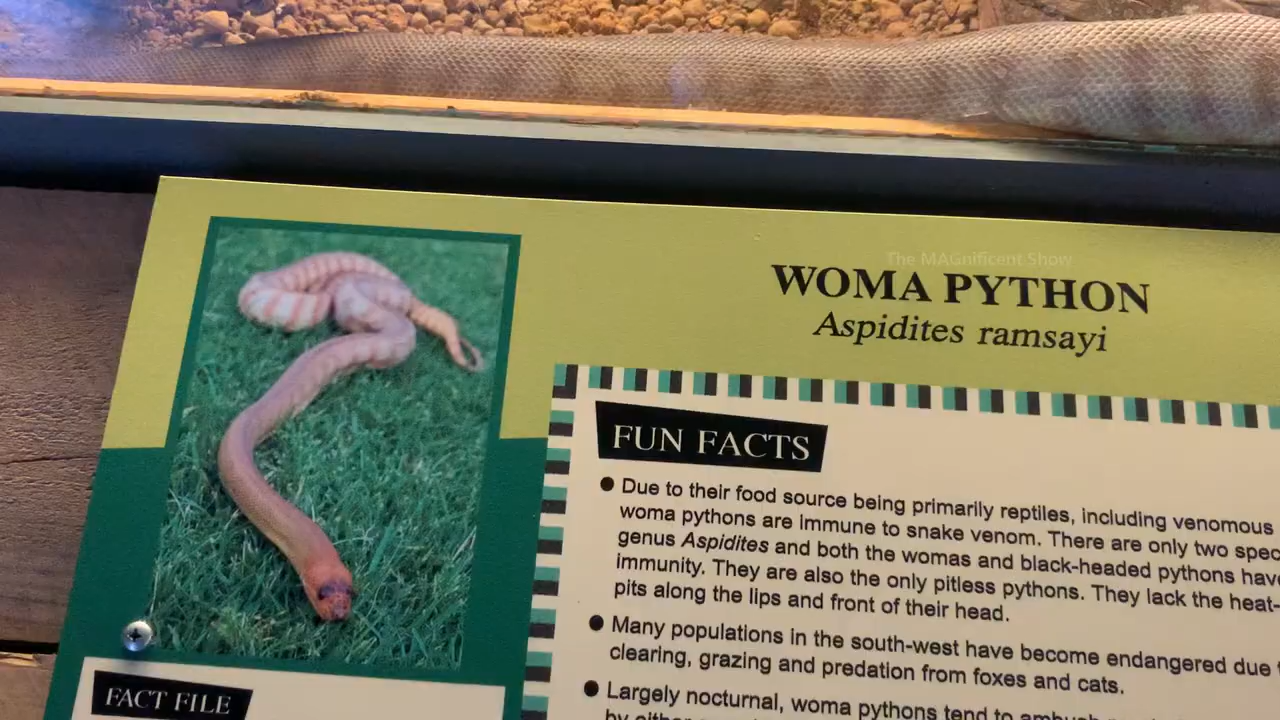 The MAGnificent Show
WOMA PYTHON
Aspidites ramsayi
FUN FACTS
● Due to their food source being primarily reptiles, including venomous
woma pythons are immune to snake venom. There are only two
genus Aspidites and both the womas and black-headed pythons
immunity. They are also the only pitless pythons. They lack the heat-
pits along the lips and front of their head.
● Many populations in the south-west have become endangered due
clearing, grazing and predation from foxes and cats.
● Largely nocturnal, woma pythons tend to ambush
by either
FACT FILE